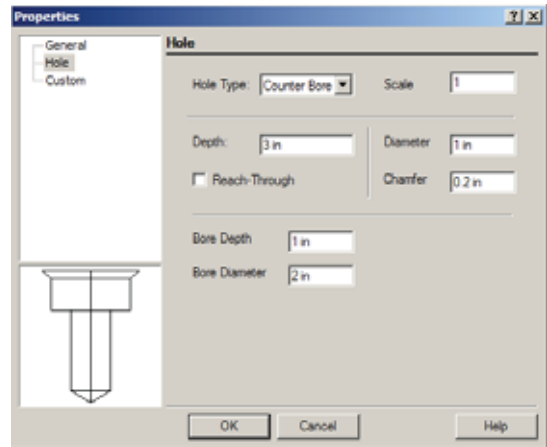 Properties
General
Hole
Custom
Hole
Hole Type: Counter Bore Scale 1
Depth: 3 in Diameter 1 in
Reach-Through Chamfer 0.2 in
Bore Depth 1 in
Bore Diameter 2 in
OK Cancel Help